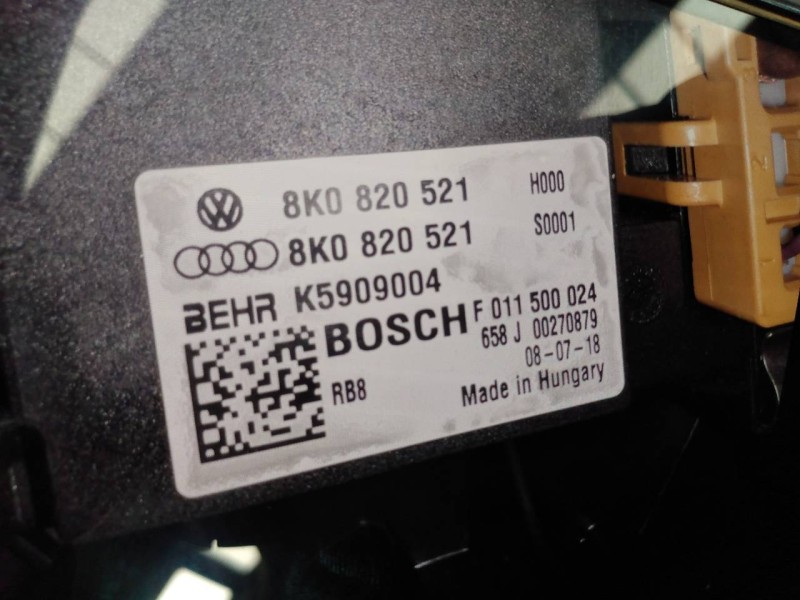 8K0 820 521 H000
8K0 820 521 S0001
BEHR K5909004
BOSCH F 011 500 024
658 J 00270879
08-07-18
RB8 Made in Hungary